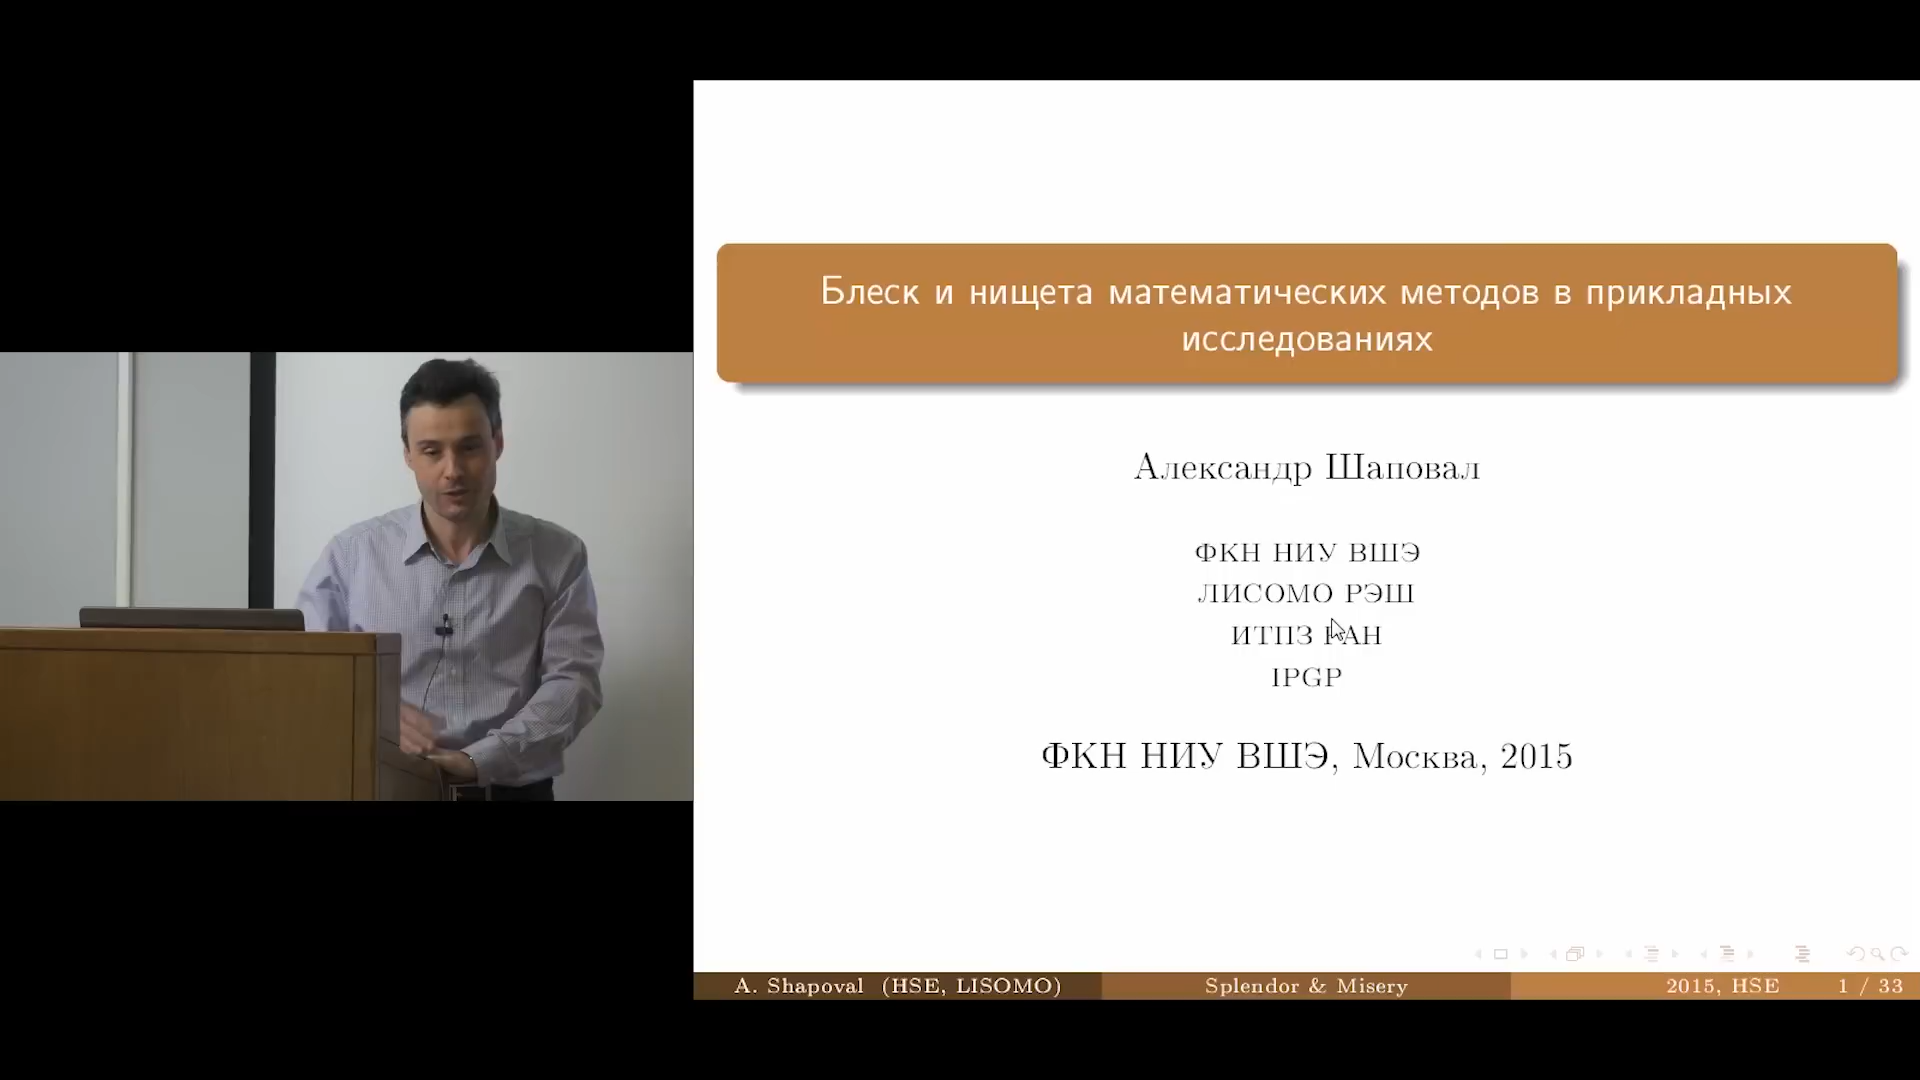 Блеск и нищета математических методов в прикладных
исследованиях
Александр Шаповал
ФКН НИУ ВШЭ
ЛИСОМО РЭШ
ИТПЗ РАН
IPGP
ФКН НИУ ВШЭ, Москва, 2015
A. Shapoval (HSE, LISOMO) Splendor & Misery 2015, HSE 1 / 33